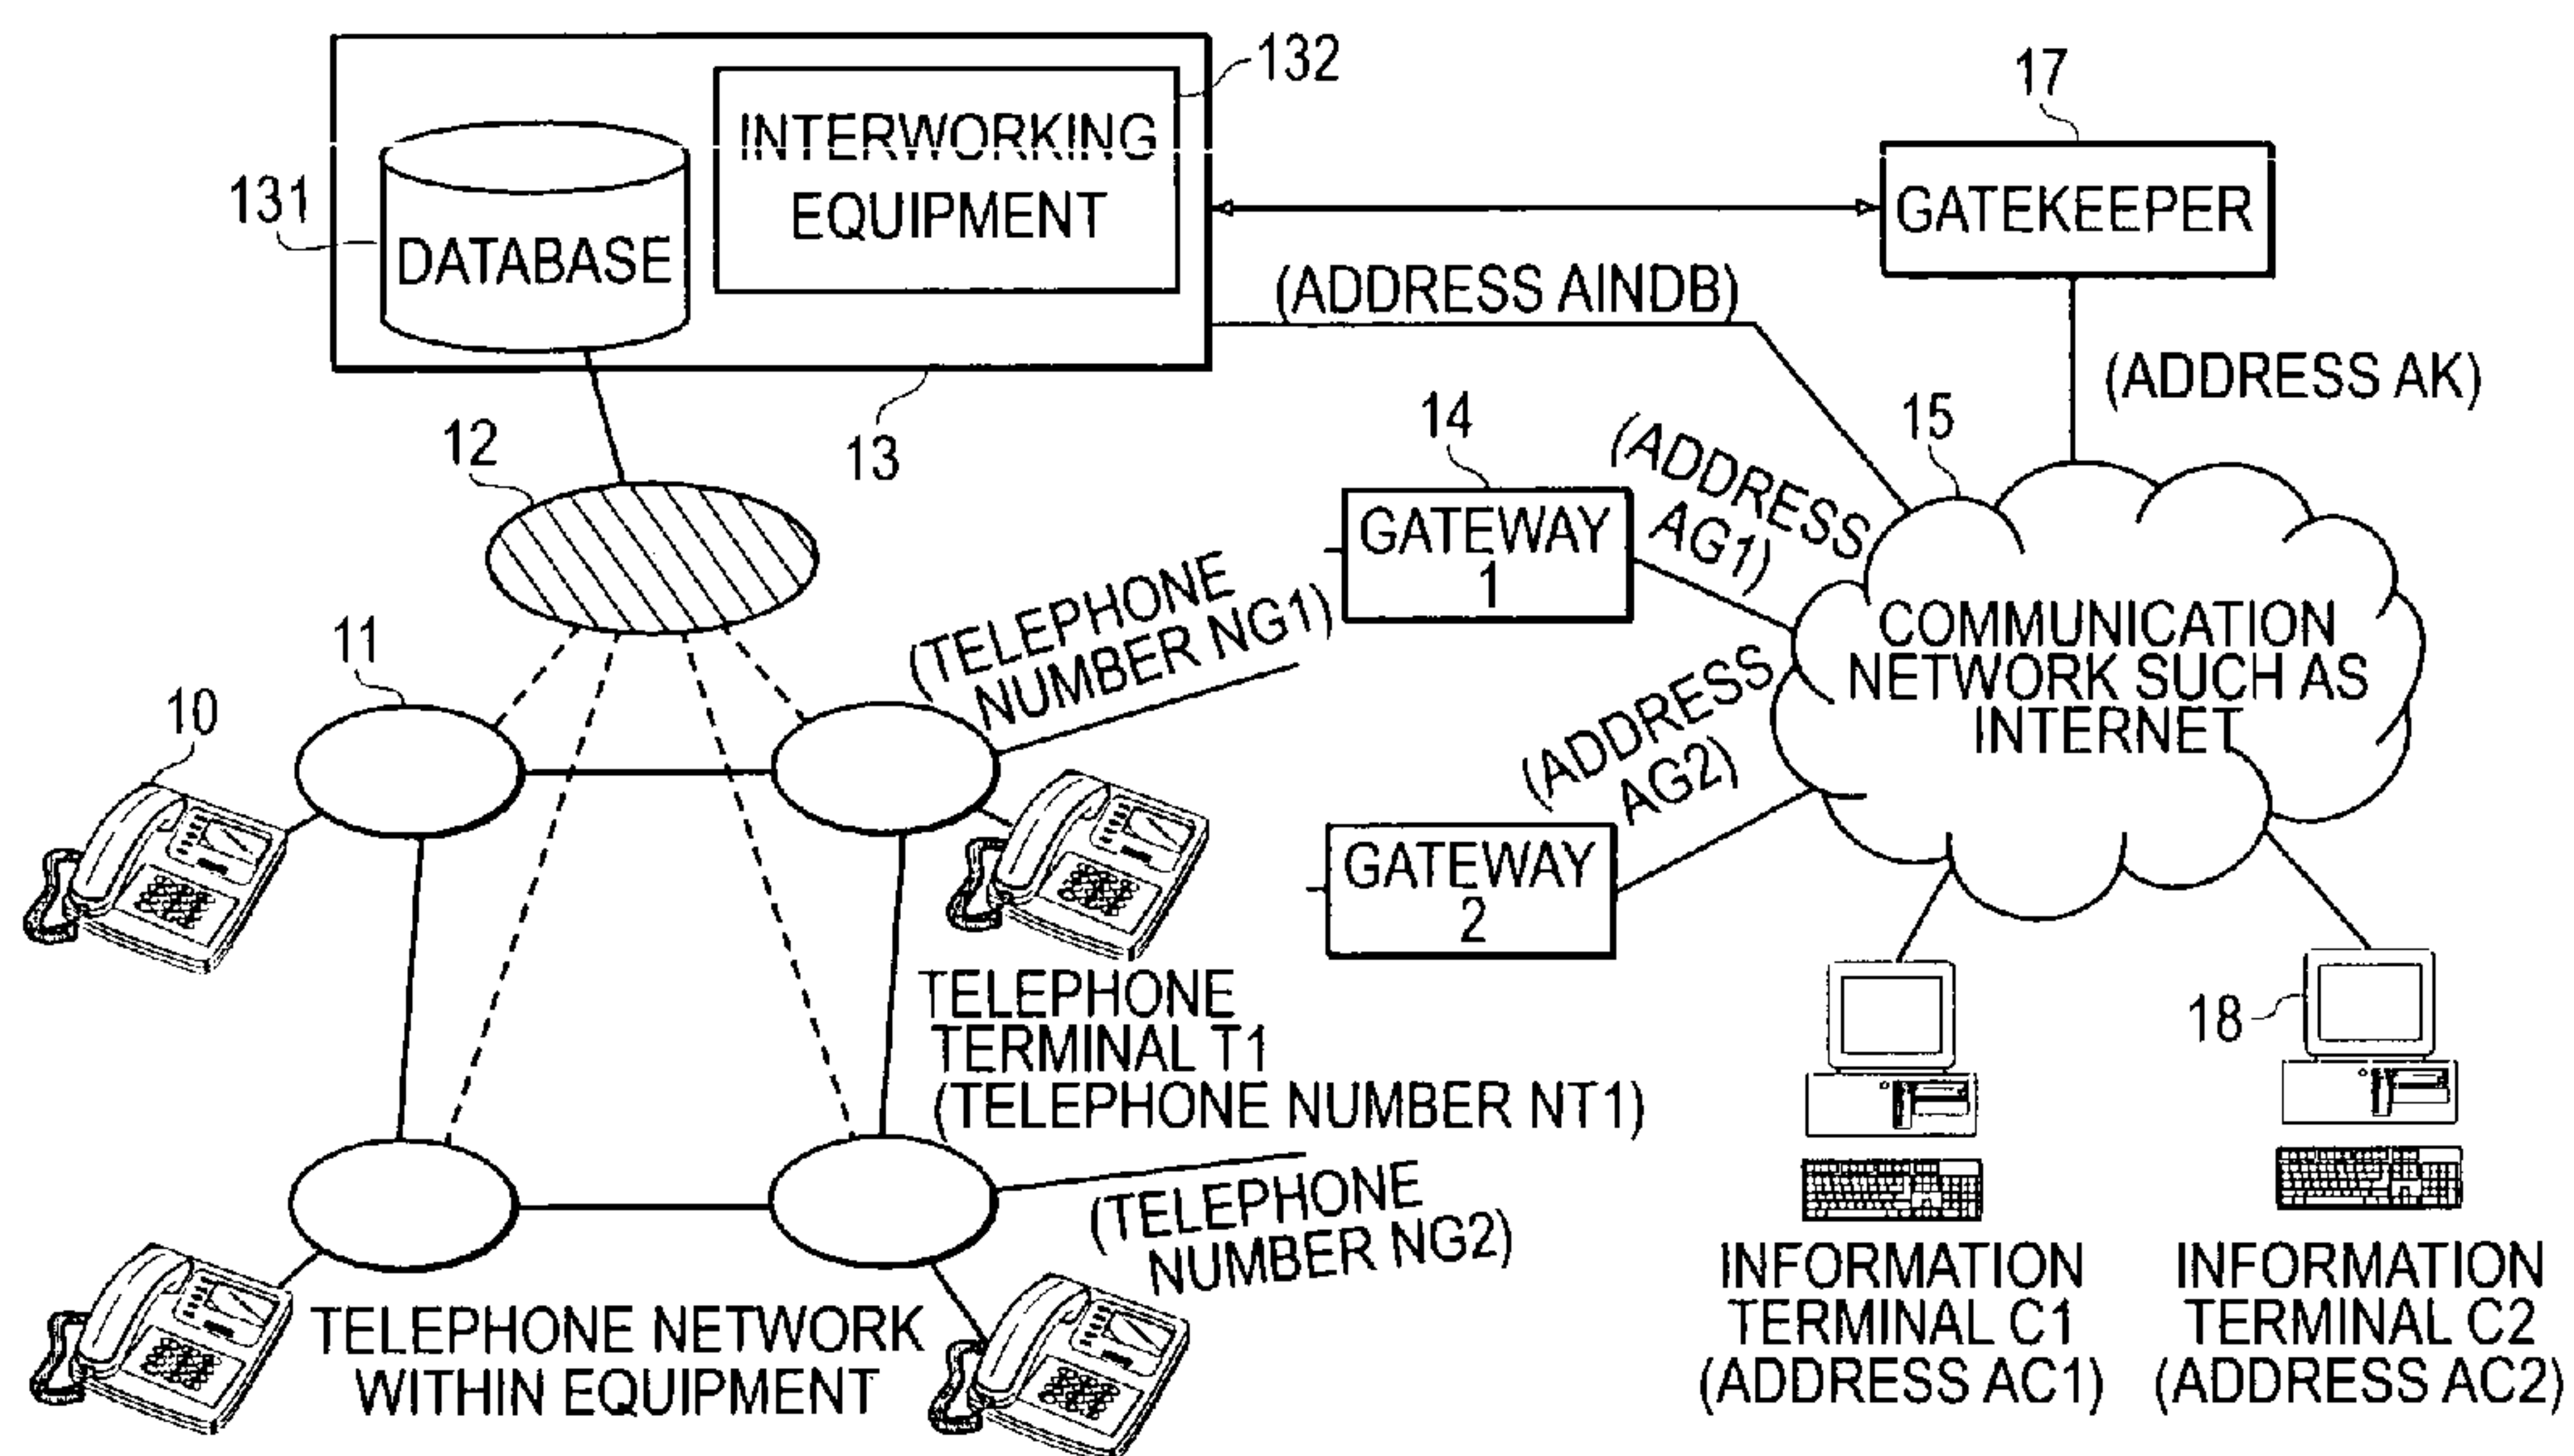 132
INTERWORKING
EQUIPMENT
131
DATABASE
13
17
GATEKEEPER
(ADDRESS AINDB)
(ADDRESS AK)
12
14
GATEWAY
1
(ADDRESS
AG1)
15
COMMUNICATION
NETWORK SUCH AS
INTERNET
11
10
(TELEPHONE
NUMBER NG1)
(ADDRESS
AG2)
GATEWAY
2
TELEPHONE
TERMINAL T1
(TELEPHONE NUMBER NT1)
18
(TELEPHONE
NUMBER NG2)
TELEPHONE NETWORK
WITHIN EQUIPMENT
INFORMATION
TERMINAL C1
(ADDRESS AC1)
INFORMATION
TERMINAL C2
(ADDRESS AC2)